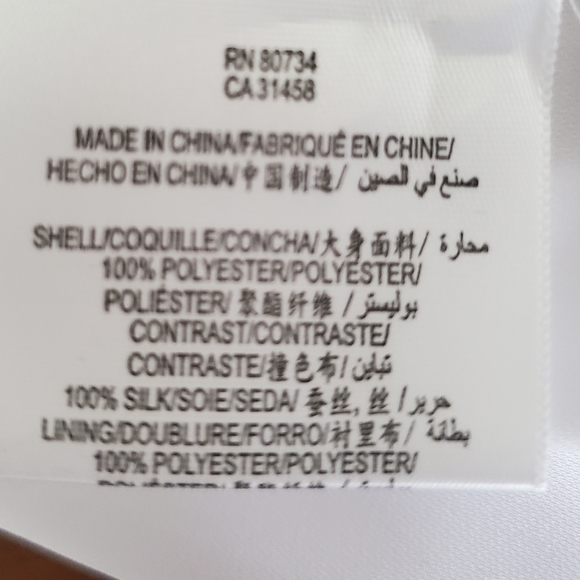 RN 80734
CA 31458
MADE IN CHINA/FABRIQUÉ EN CHINE/
HECHO EN CHINA/中国制造/ صنع في الصين
SHELL/COQUILLE/CONCHA/大身面料/ محارة
100% POLYESTER/POLYESTER/
POLIÉSTER/ 聚酯纤维 / بوليستر
CONTRAST/CONTRASTE/
CONTRASTE/撞色布/ تباين
100% SILK/SOIE/SEDA/ 蚕丝, 丝 / حرير
LINING/DOUBLURE/FORRO/衬里布/ بطانة
100% POLYESTER/POLYESTER/